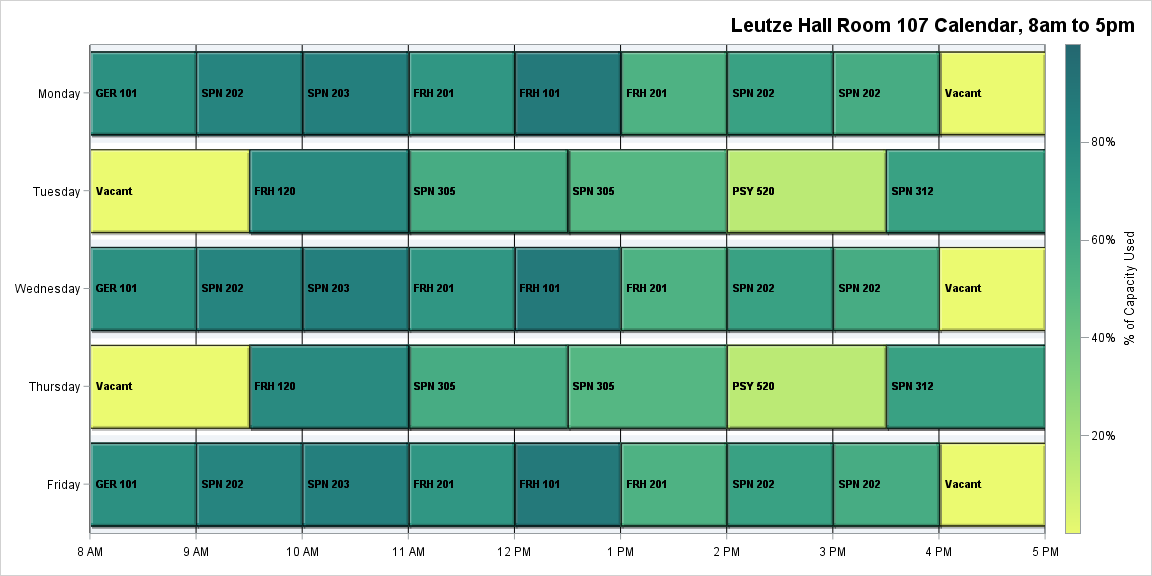 Leutze Hall Room 107 Calendar, 8am to 5pm
Monday GER 101 SPN 202 SPN 203 FRH 201 FRH 101 FRH 201 SPN 202 SPN 202 Vacant
Tuesday Vacant FRH 120 SPN 305 SPN 305 PSY 520 SPN 312
Wednesday GER 101 SPN 202 SPN 203 FRH 201 FRH 101 FRH 201 SPN 202 SPN 202 Vacant
Thursday Vacant FRH 120 SPN 305 SPN 305 PSY 520 SPN 312
Friday GER 101 SPN 202 SPN 203 FRH 201 FRH 101 FRH 201 SPN 202 SPN 202 Vacant
8 AM 9 AM 10 AM 11 AM 12 PM 1 PM 2 PM 3 PM 4 PM 5 PM
80%
60%
40%
20%
% of Capacity Used